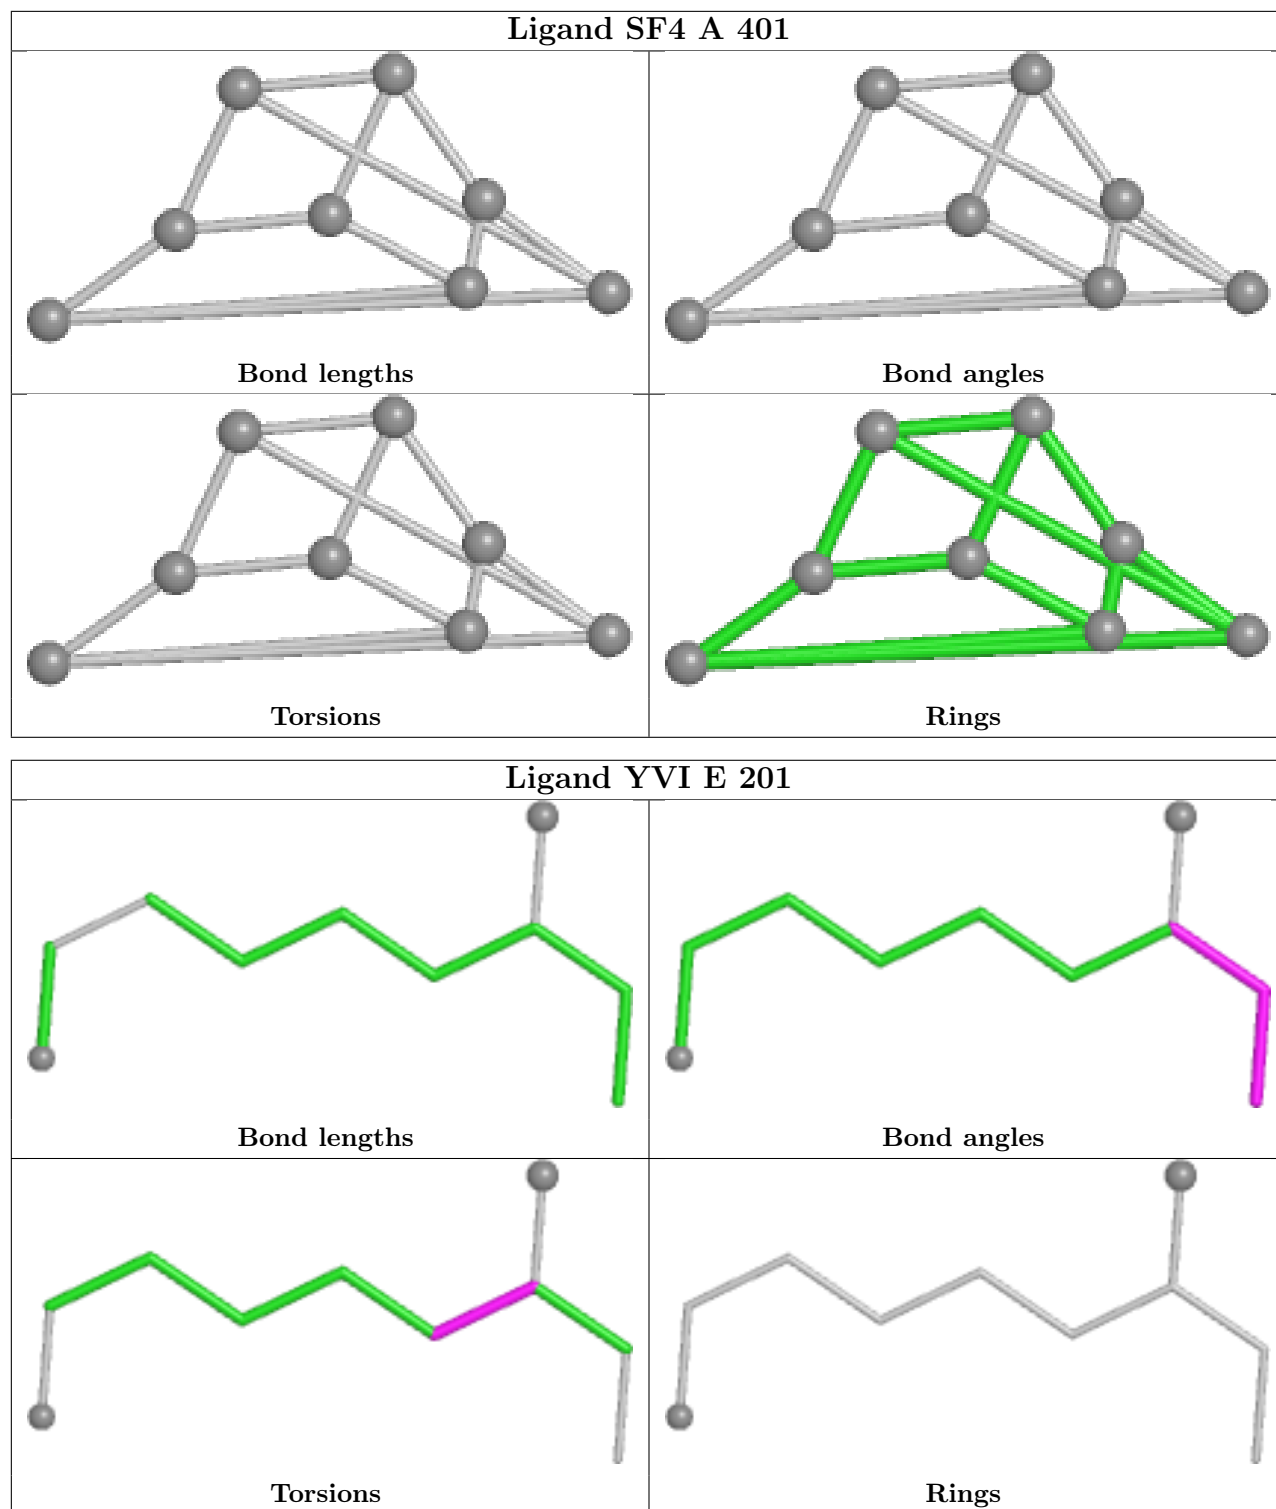 Ligand SF4 A 401
Bond lengths
Bond angles
Torsions
Rings
Ligand YVI E 201
Bond lengths
Bond angles
Torsions
Rings